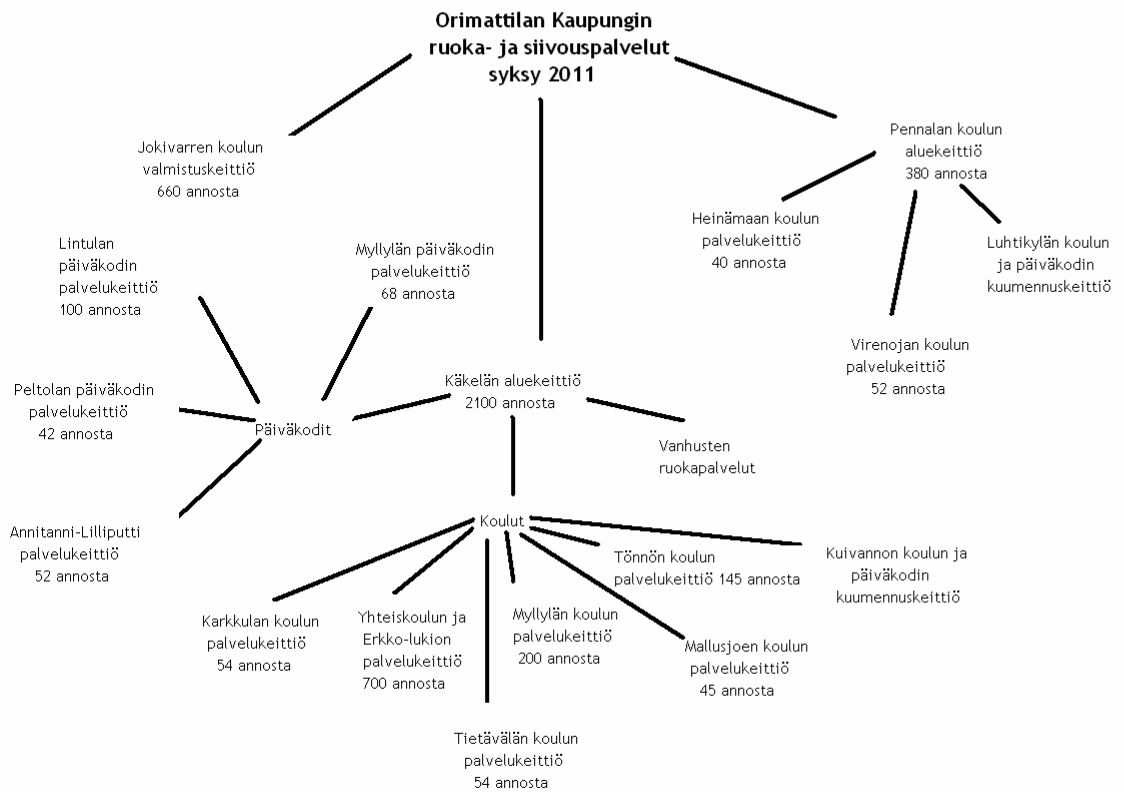 Orimattilan Kaupungin
ruoka- ja siivouspalvelut
syksy 2011
Jokivarren koulun
valmistuskeittiö
660 annosta
Pennalan koulun
aluekeittiö
380 annosta
Heinämaan koulun
palvelukeittiö
40 annosta
Luhtikylän koulun
ja päiväkodin
kuumennuskeittiö
Virenojan koulun
palvelukeittiö
52 annosta
Lintulan
päiväkodin
palvelukeittiö
100 annosta
Myllylän päiväkodin
palvelukeittiö
68 annosta
Peltolan päiväkodin
palvelukeittiö
42 annosta
Päiväkodit
Käkelän aluekeittiö
2100 annosta
Vanhusten
ruokapalvelut
Annitanni-Lilliputti
palvelukeittiö
52 annosta
Koulut
Karkkulan koulun
palvelukeittiö
54 annosta
Yhteiskoulun ja
Erkko-lukion
palvelukeittiö
700 annosta
Tietävälän koulun
palvelukeittiö
54 annosta
Myllylän koulun
palvelukeittiö
200 annosta
Tönnön koulun
palvelukeittiö 145 annosta
Mallusjoen koulun
palvelukeittiö
45 annosta
Kuivannon koulun ja
päiväkodin
kuumennuskeittiö